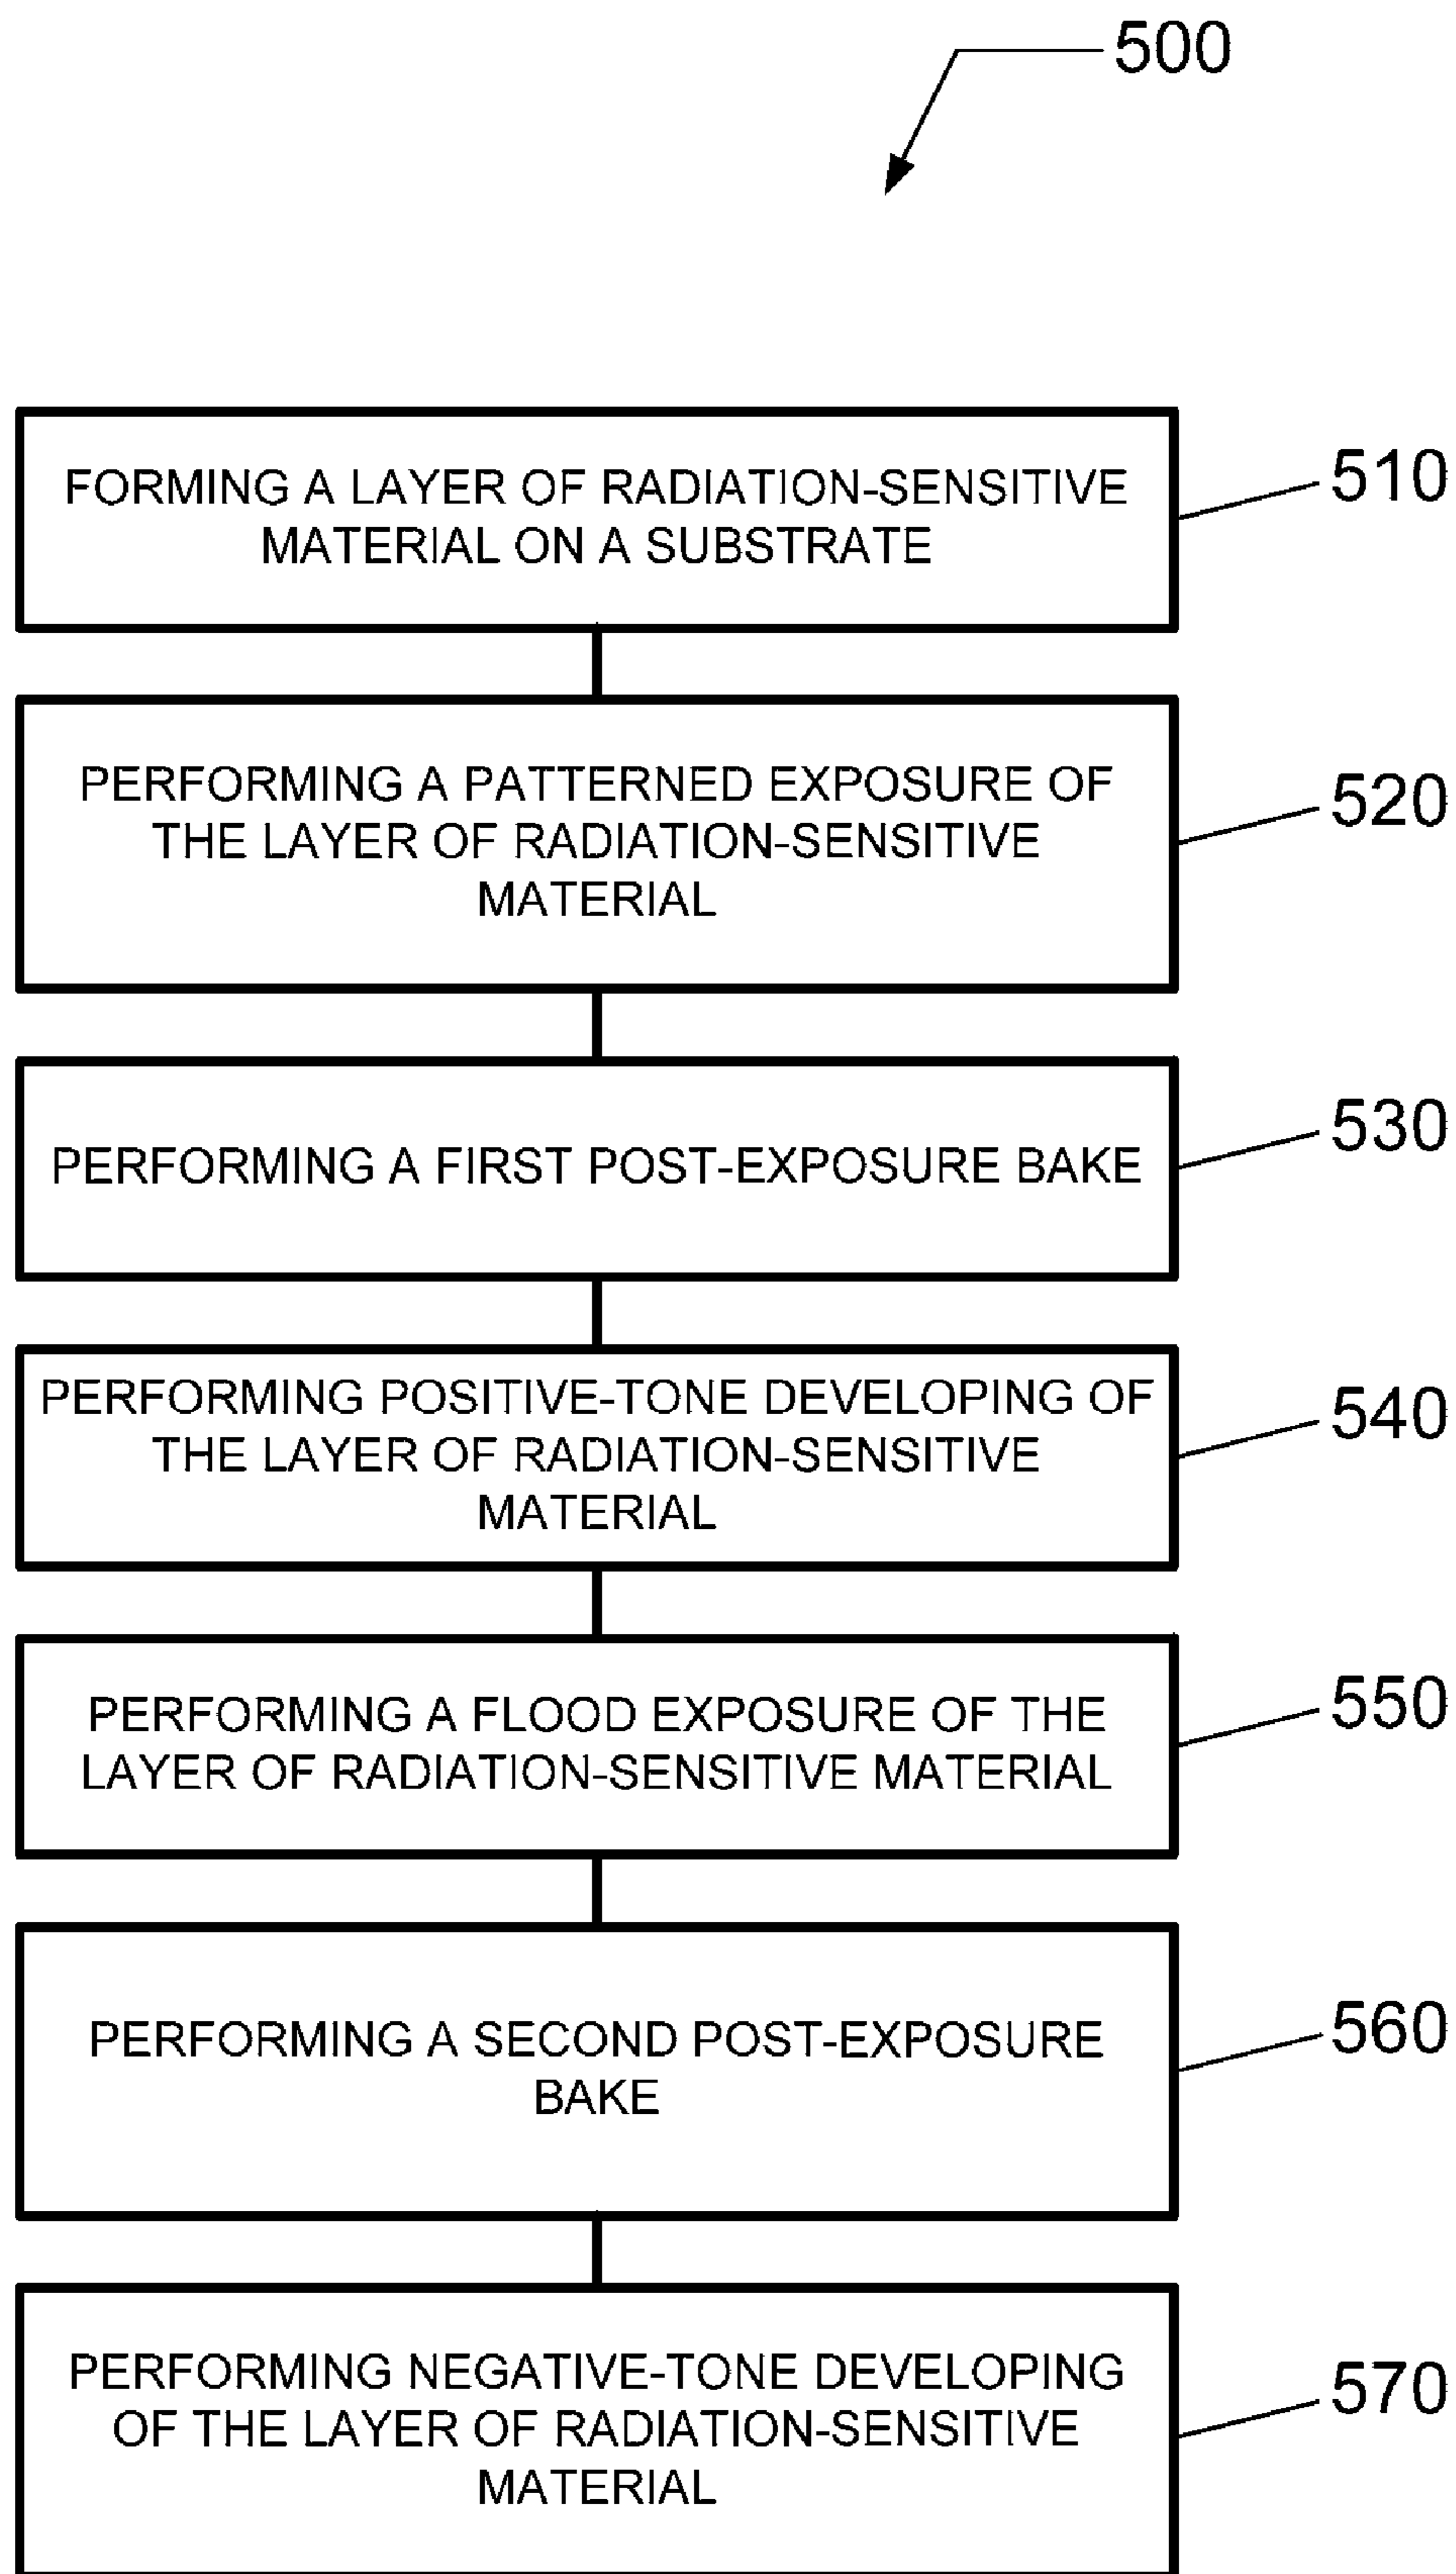 500
FORMING A LAYER OF RADIATION-SENSITIVE
MATERIAL ON A SUBSTRATE
510
PERFORMING A PATTERNED EXPOSURE OF
THE LAYER OF RADIATION-SENSITIVE
MATERIAL
520
PERFORMING A FIRST POST-EXPOSURE BAKE
530
PERFORMING POSITIVE-TONE DEVELOPING OF
THE LAYER OF RADIATION-SENSITIVE
MATERIAL
540
PERFORMING A FLOOD EXPOSURE OF THE
LAYER OF RADIATION-SENSITIVE MATERIAL
550
PERFORMING A SECOND POST-EXPOSURE
BAKE
560
PERFORMING NEGATIVE-TONE DEVELOPING
OF THE LAYER OF RADIATION-SENSITIVE
MATERIAL
570